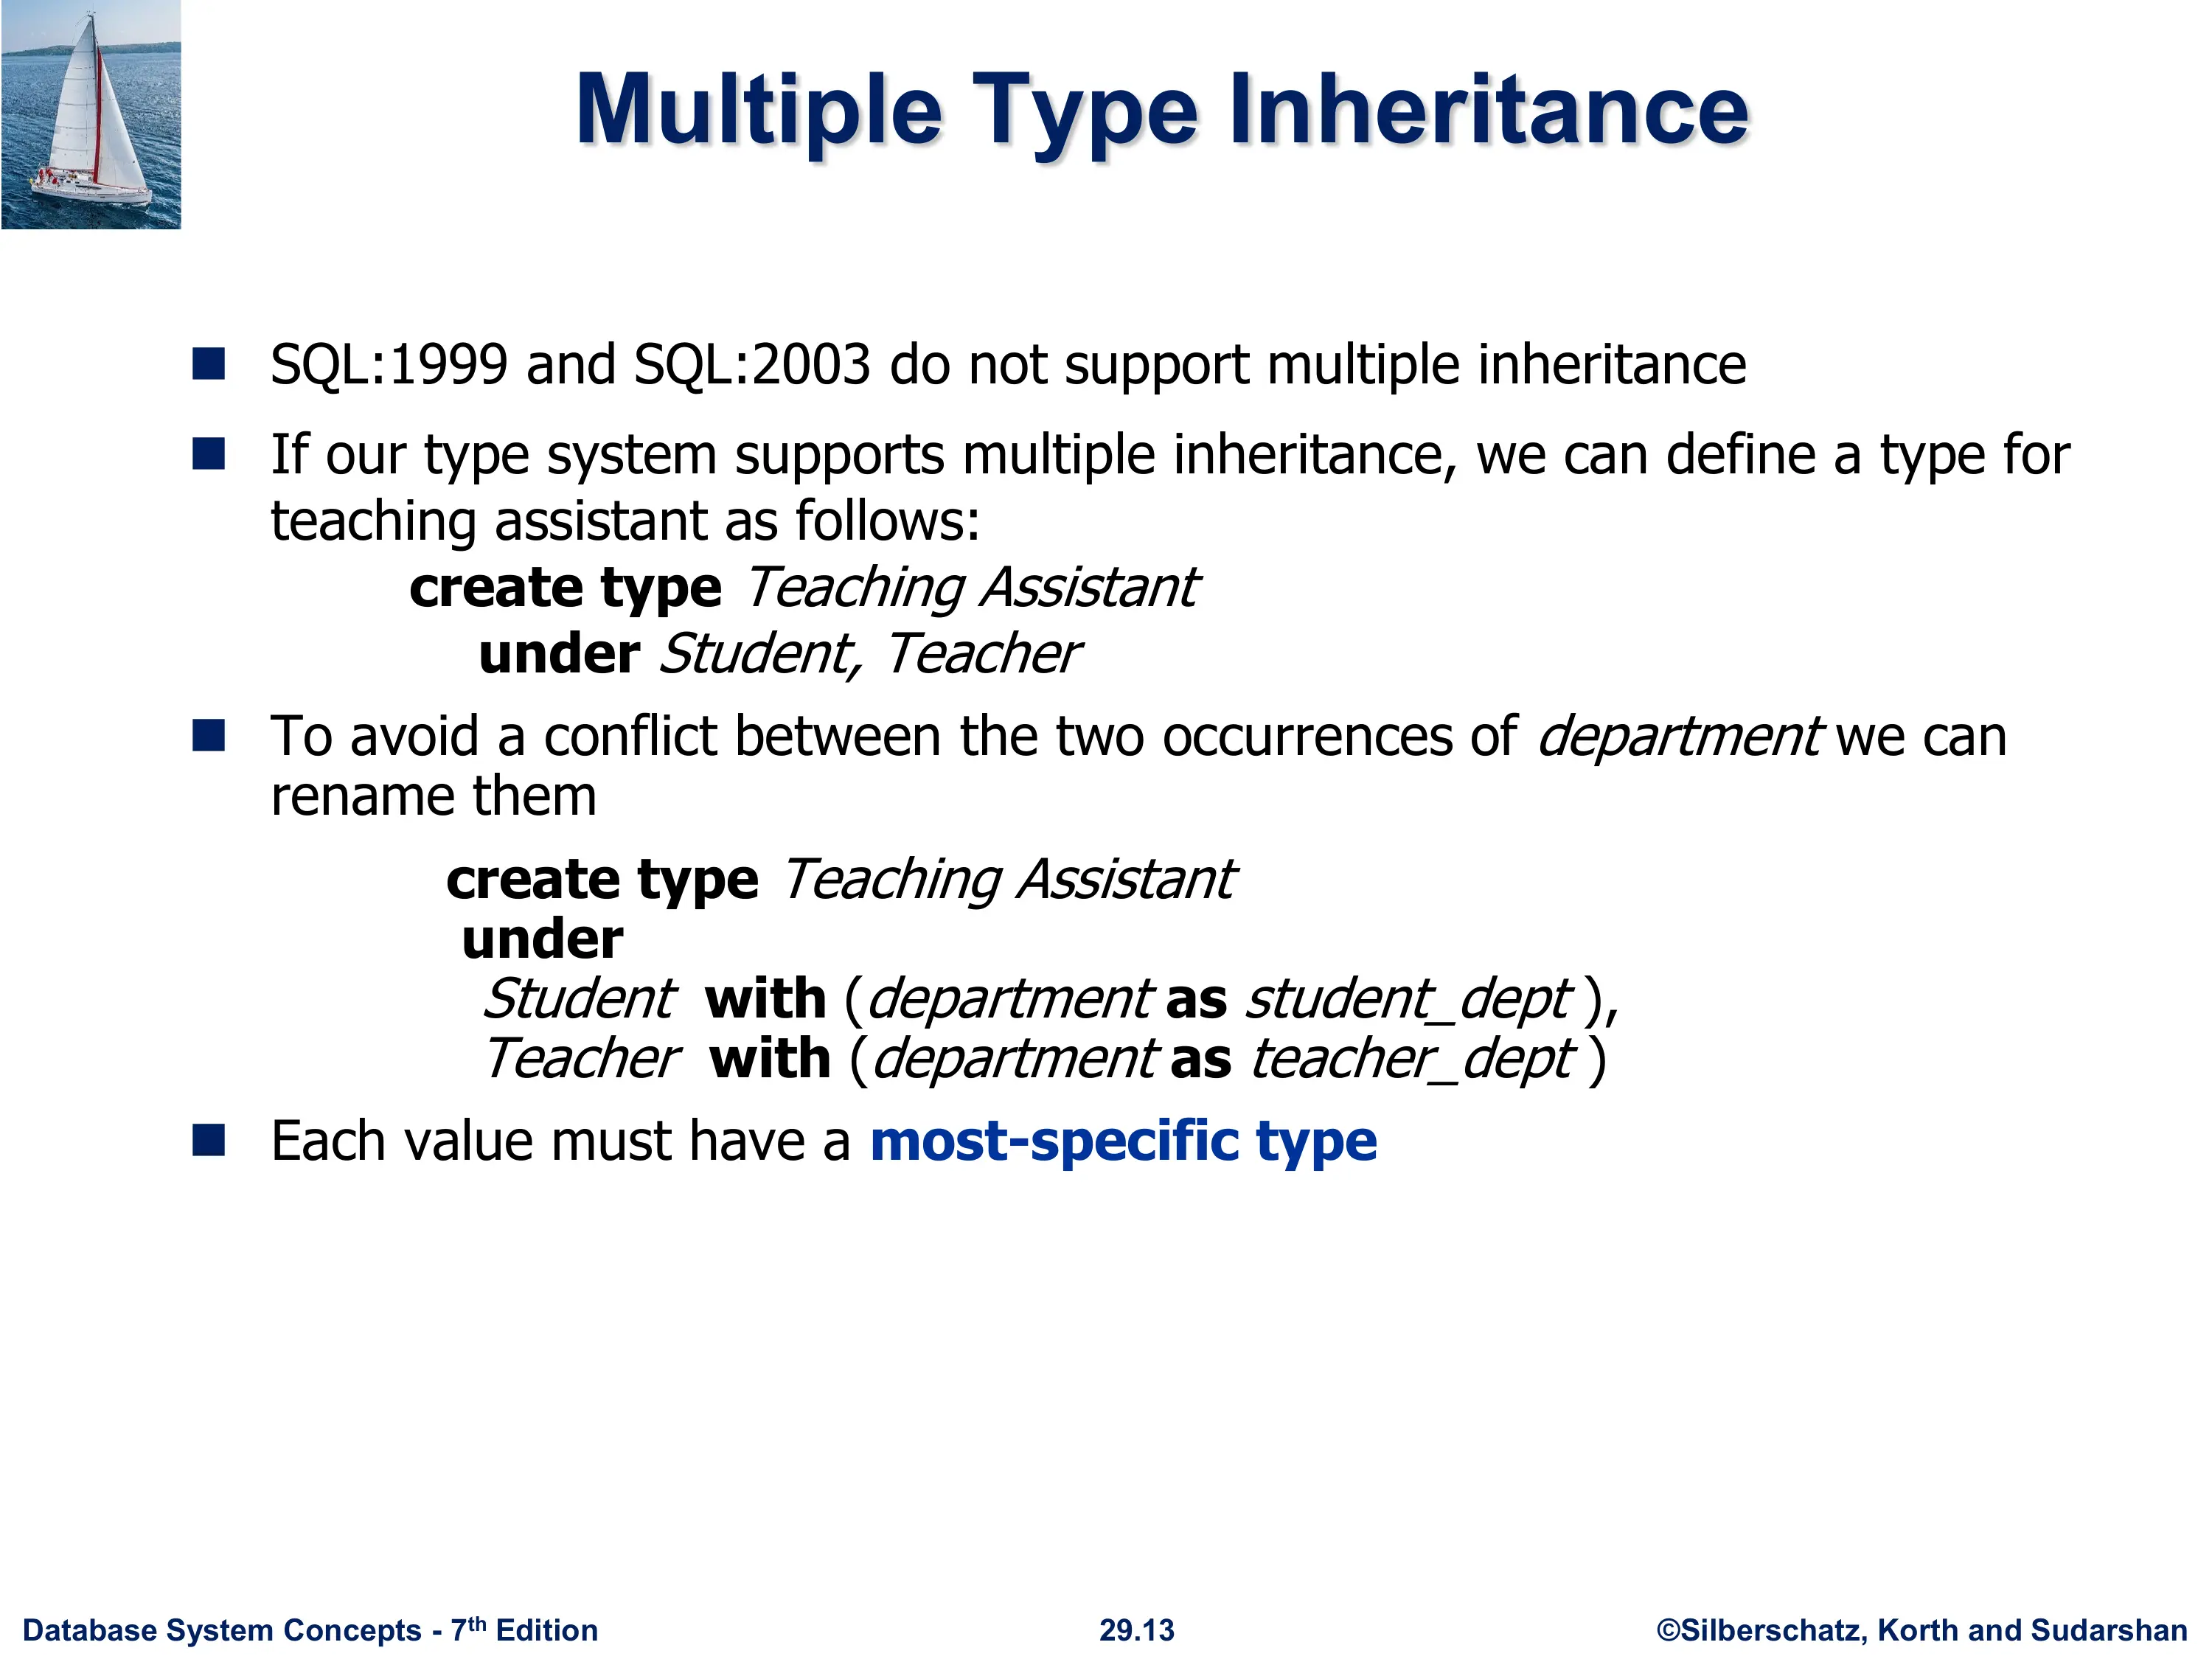 Multiple Type Inheritance
SQL:1999 and SQL:2003 do not support multiple inheritance
If our type system supports multiple inheritance, we can define a type for
teaching assistant as follows:
create type Teaching Assistant
under Student, Teacher
To avoid a conflict between the two occurrences of department we can
rename them
create type Teaching Assistant
under
Student with (department as student_dept ),
Teacher with (department as teacher_dept )
Each value must have a most-specific type
Database System Concepts - 7th Edition
29.13
©Silberschatz, Korth and Sudarshan